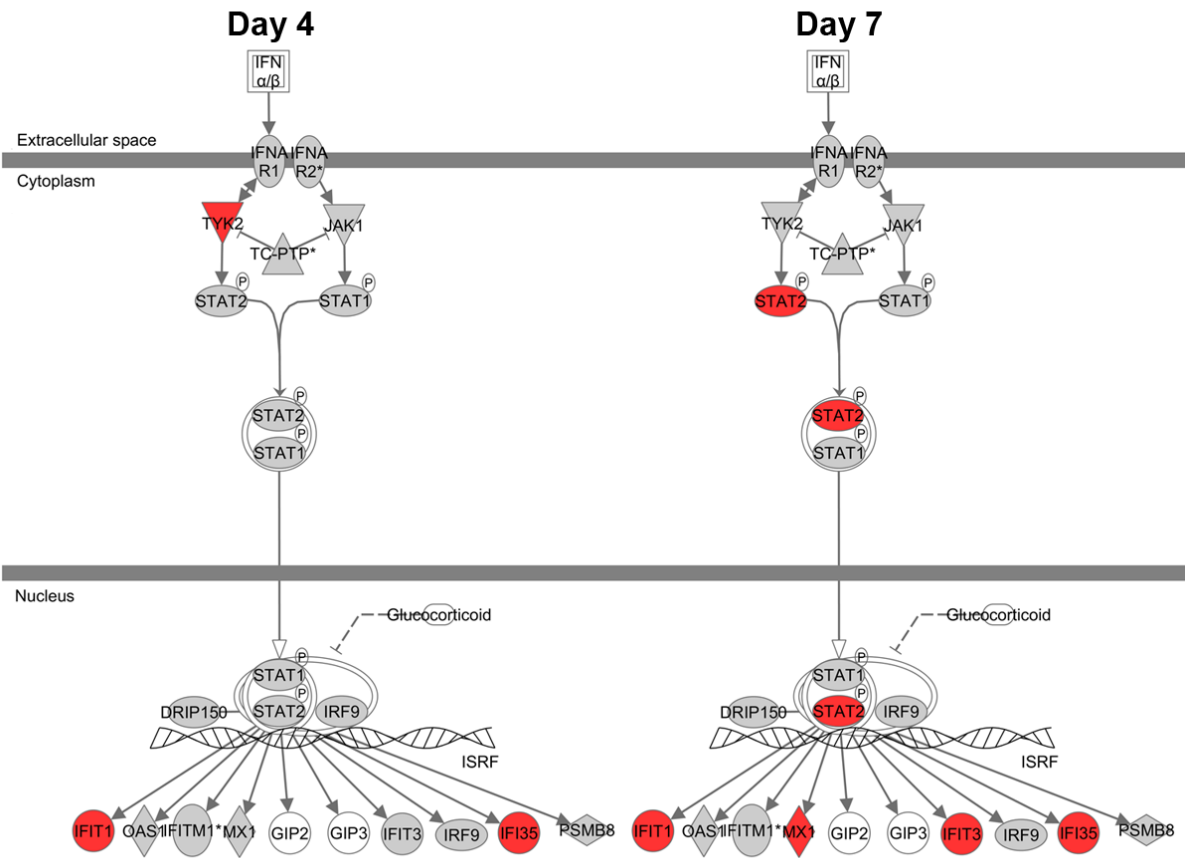 Day 4
Day 7
IFN
α/β
IFN
α/β
Extracellular space
Cytoplasm
IFNA
R1
IFNA
R2*
IFNA
R1
IFNA
R2*
TYK2
JAK1
TYK2
JAK1
TC-PTP*
TC-PTP*
P
P
P
P
STAT2
STAT1
STAT2
STAT1
P
STAT2
P
STAT1
P
STAT2
P
STAT1
Nucleus
Glucocorticoid
Glucocorticoid
P
STAT1
P
STAT2
DRIP150
IRF9
P
STAT1
P
STAT2
DRIP150
IRF9
ISRF
ISRF
IFIT1 OAS1 IFITM1* MX1 GIP2 GIP3 IFIT3 IRF9 IFI35 PSMB8
IFIT1 OAS1 IFITM1* MX1 GIP2 GIP3 IFIT3 IRF9 IFI35 PSMB8